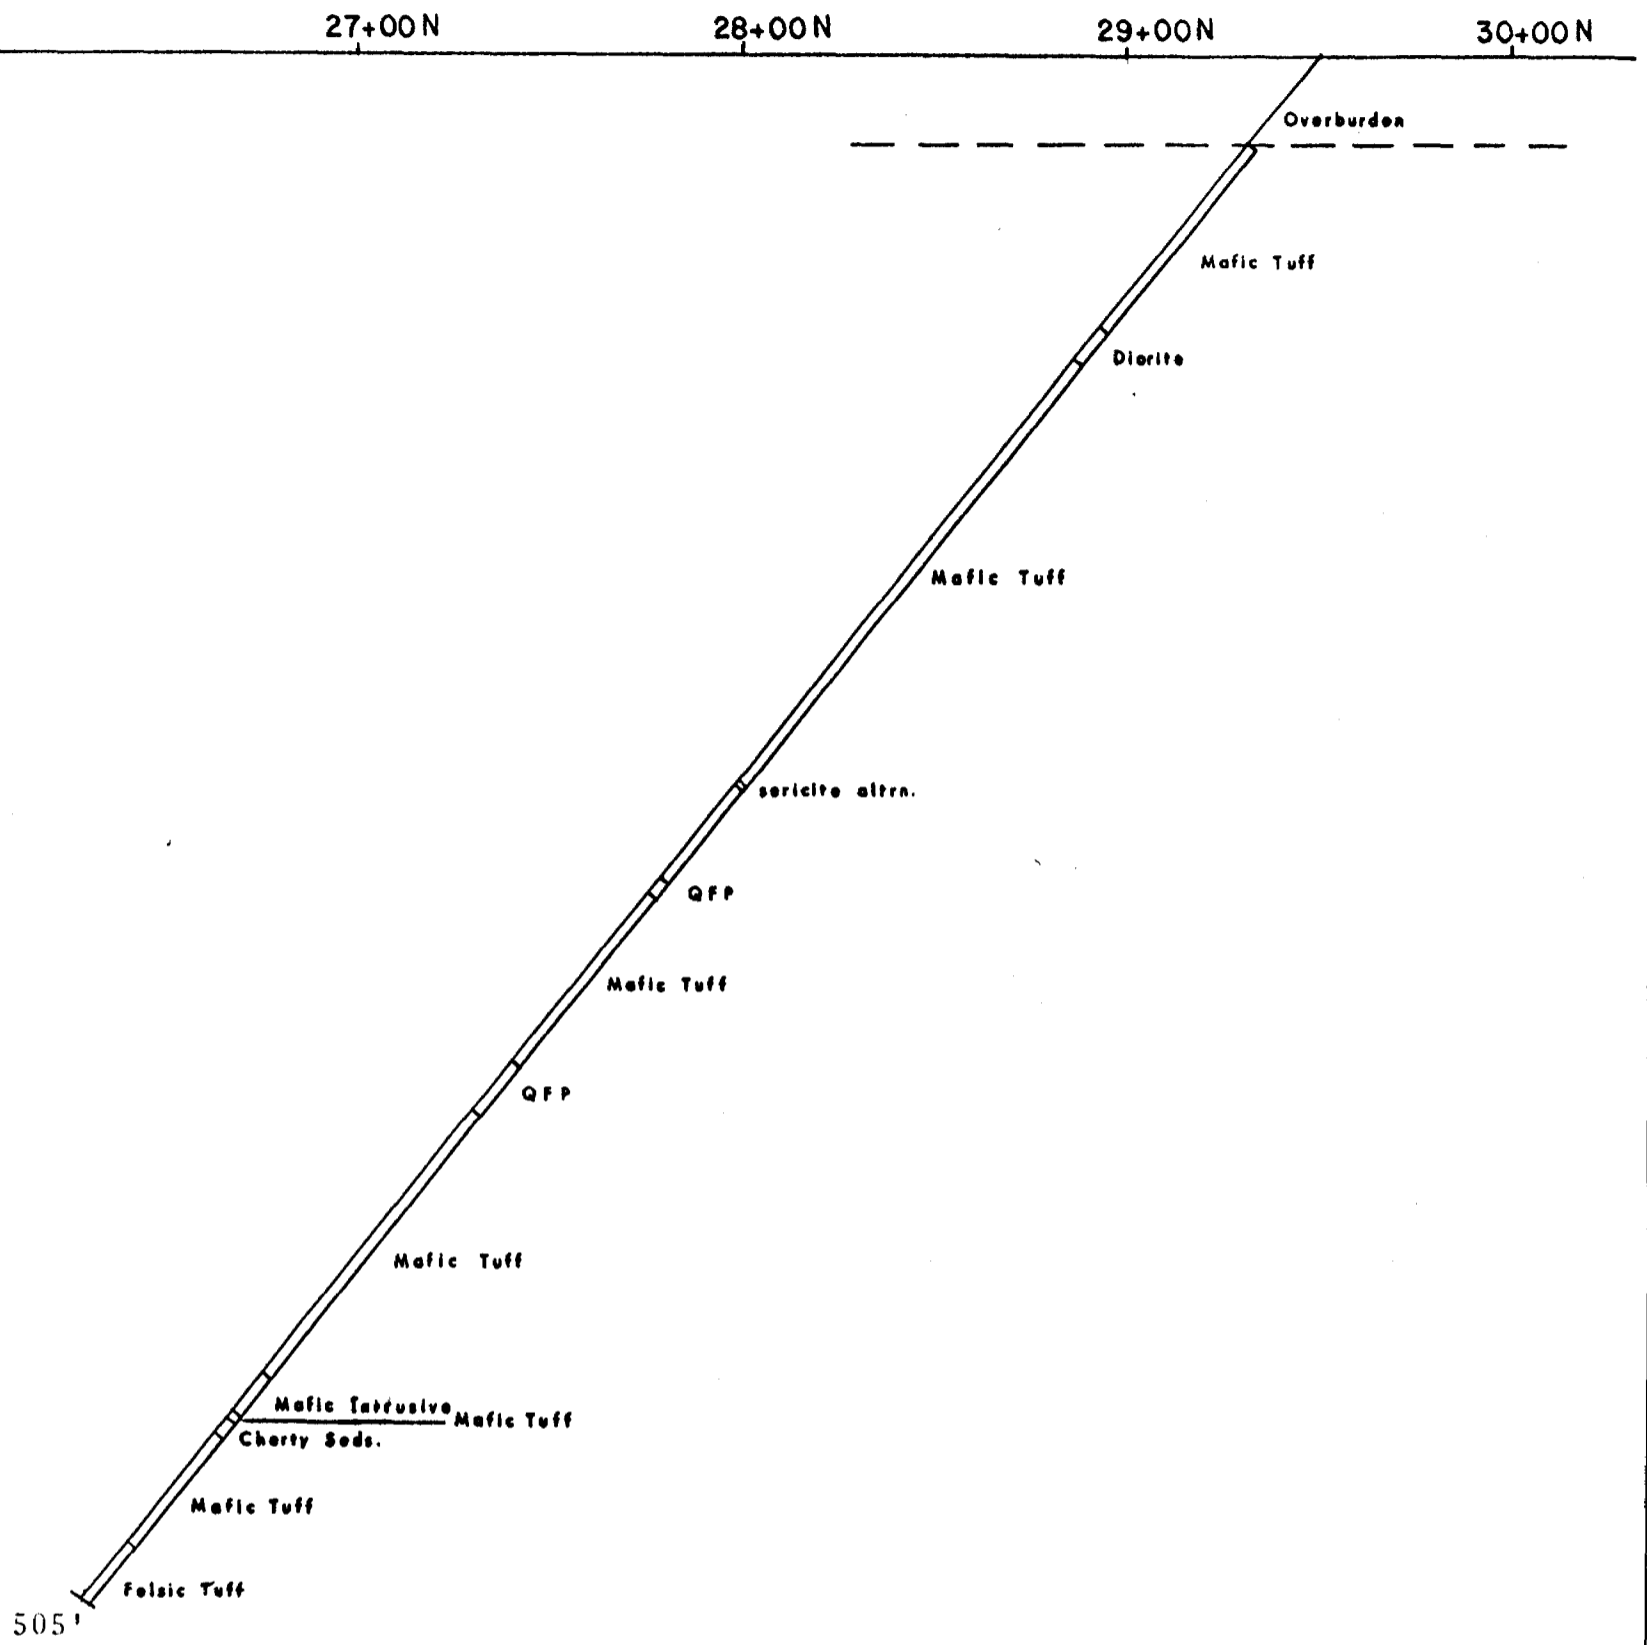 27+00N 28+00N 29+00N 30+00N
Overburden
Mafic Tuff
Diorite
Mafic Tuff
sericite altrn.
QFP
Mafic Tuff
QFP
Mafic Tuff
Mafic Intrusive
Mafic Tuff
Cherty Seds.
Mafic Tuff
Felsic Tuff
505'